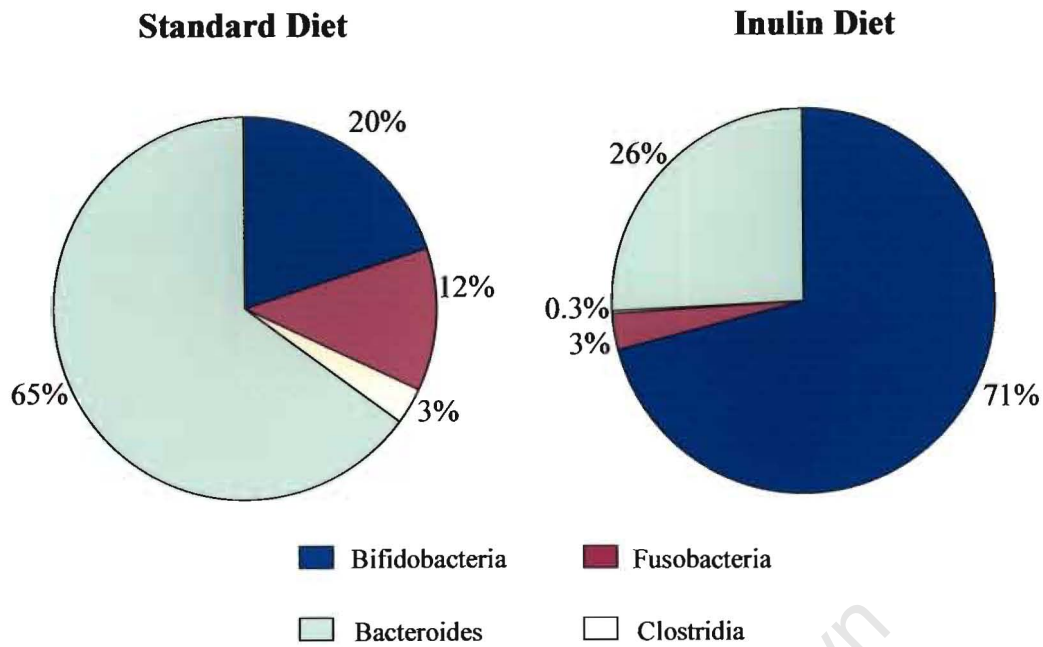 Standard Diet
Inulin Diet
20%
12%
3%
65%
26%
0.3%
3%
71%
Bifidobacteria
Fusobacteria
Bacteroides
Clostridia